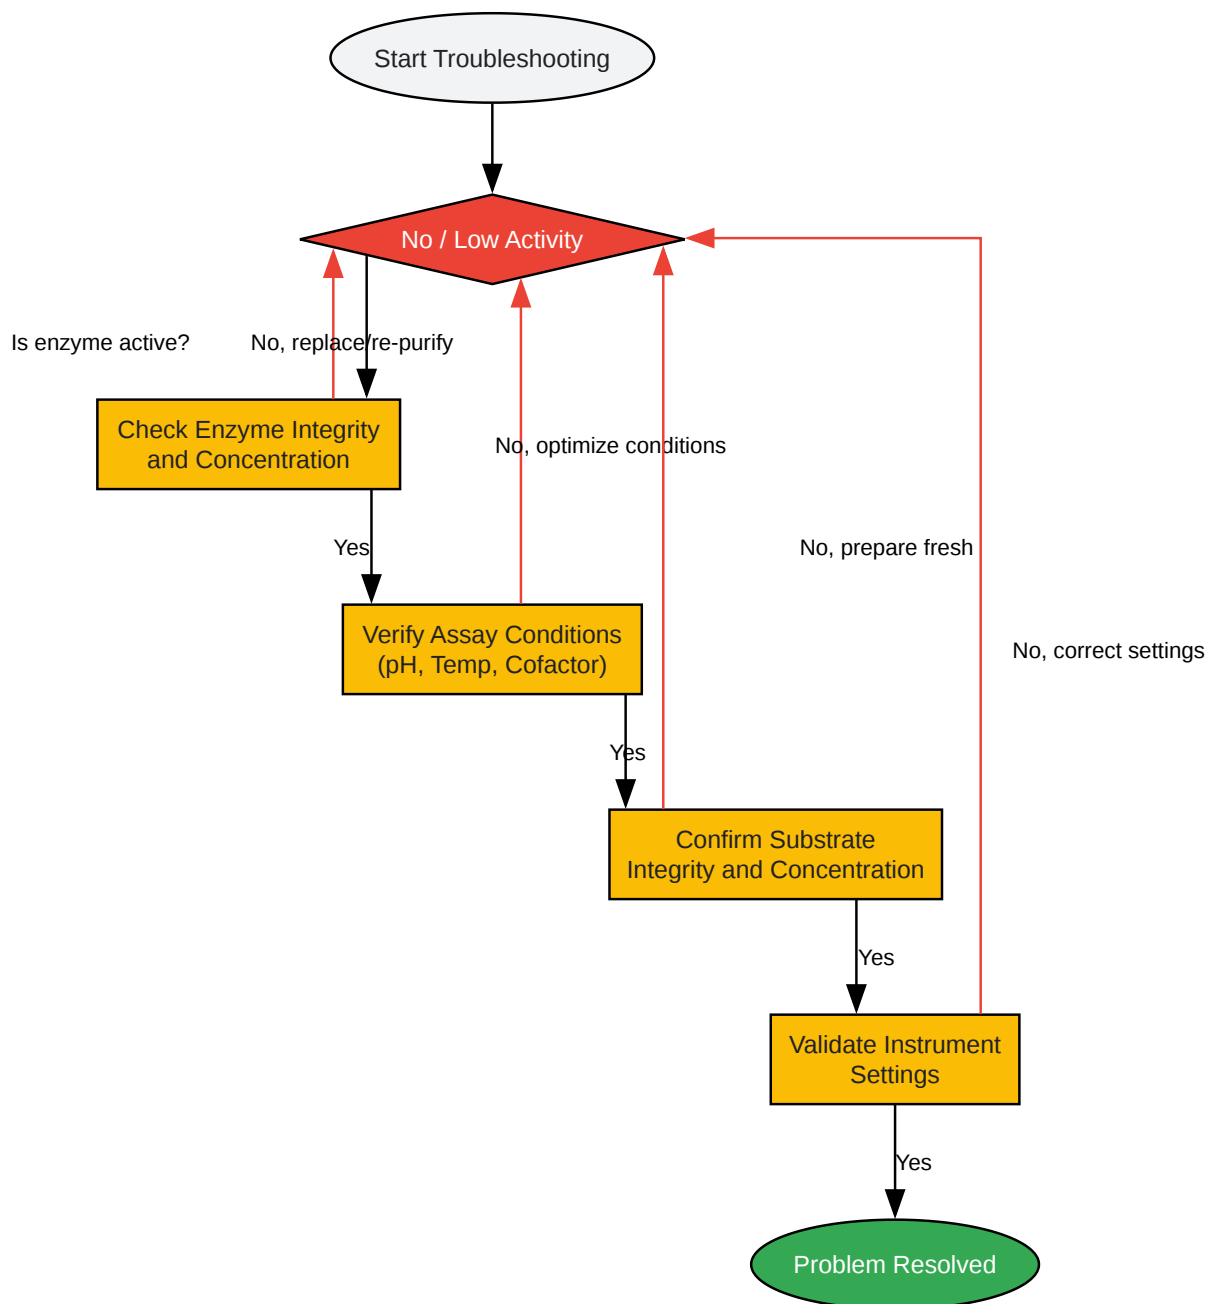 Start Troubleshooting
No / Low Activity
Is enzyme active?
No, replace/re-purify
Check Enzyme Integrity
and Concentration
No, optimize conditions
Yes
No, prepare fresh
Verify Assay Conditions
(pH, Temp, Cofactor)
No, correct settings
Yes
Confirm Substrate
Integrity and Concentration
Yes
Validate Instrument
Settings
Yes
Problem Resolved